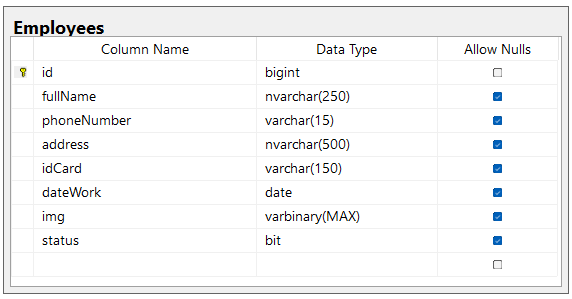 Employees
Column Name Data Type Allow Nulls
id bigint
fullName nvarchar(250)
phoneNumber varchar(15)
address nvarchar(500)
idCard varchar(150)
dateWork date
img varbinary(MAX)
status bit